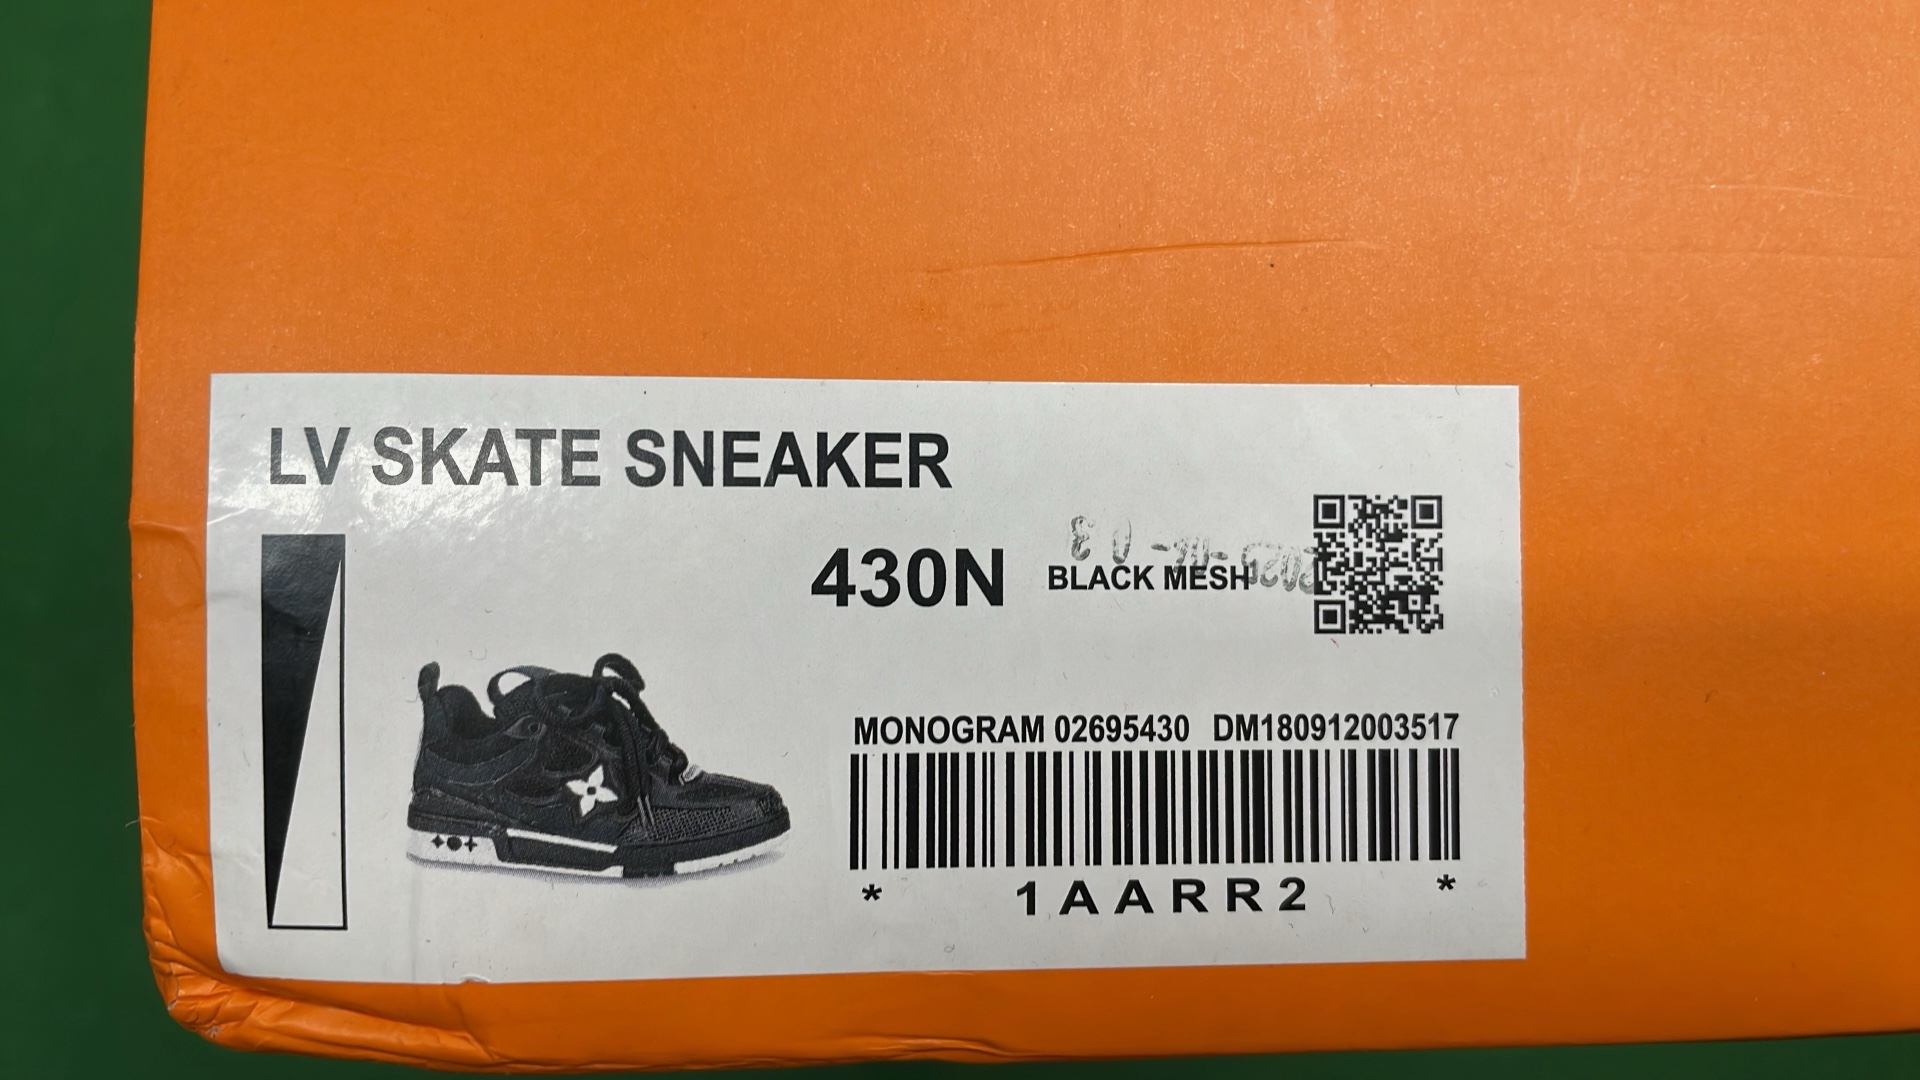 LV SKATE SNEAKER
430N
BLACK MESH
MONOGRAM 02695430 DM180912003517
* 1AARR2 *